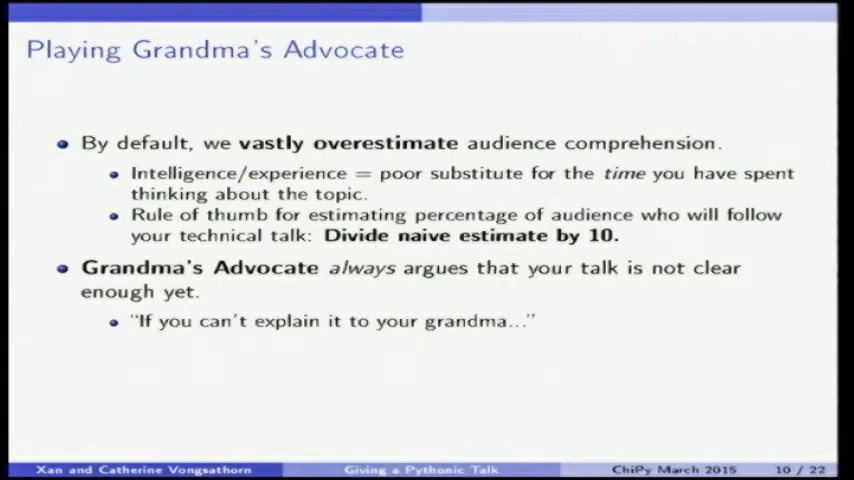 Playing Grandma's Advocate
By default, we vastly overestimate audience comprehension.
Intelligence/experience = poor substitute for the time you have spent
thinking about the topic.
Rule of thumb for estimating percentage of audience who will follow
your technical talk: Divide naive estimate by 10.
Grandma's Advocate always argues that your talk is not clear
enough yet.
"If you can't explain it to your grandma..."
Xan and Catherine Vongsathorn Giving a Pythonic Talk ChiPy March 2015 10 / 22